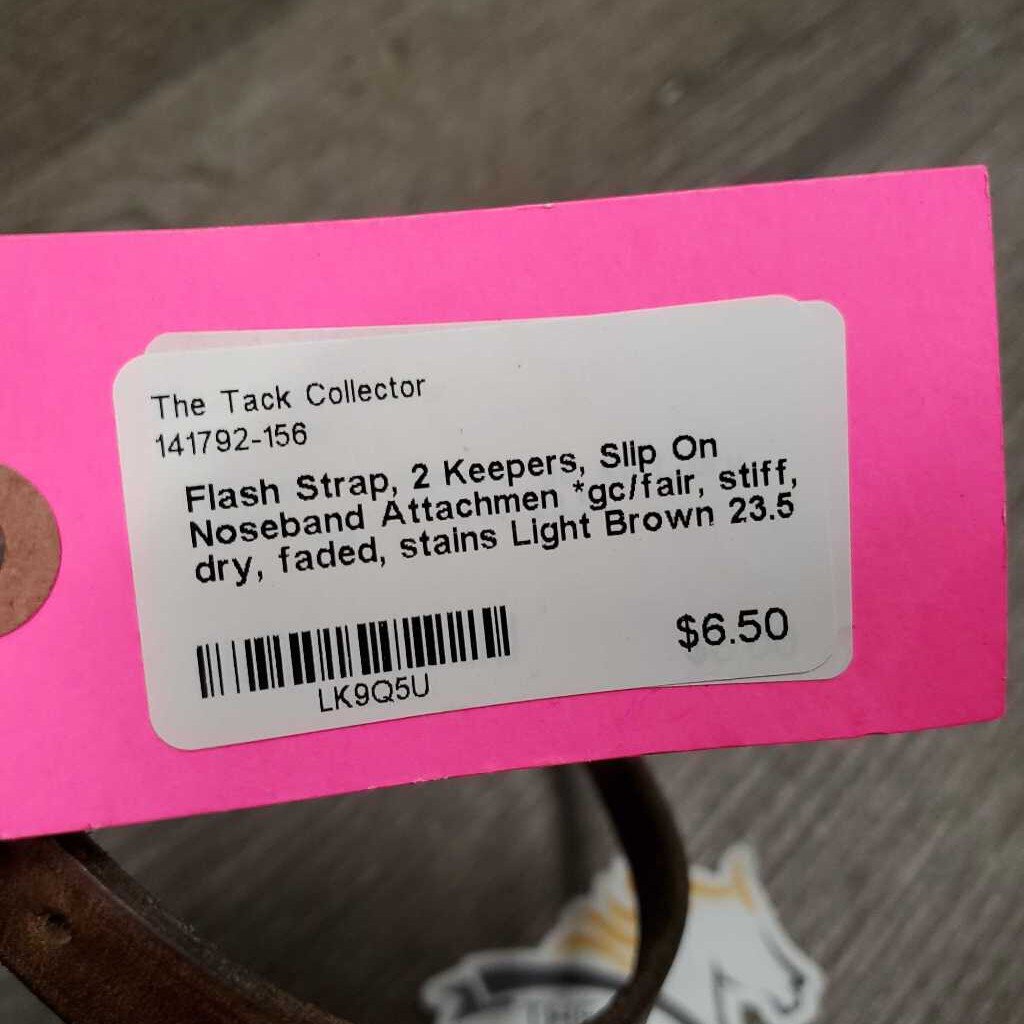 The Tack Collector
141792-156
Flash Strap, 2 Keepers, Slip On
Noseband Attachmen *gc/fair, stiff,
dry, faded, stains Light Brown 23.5
$6.50
LK9Q5U
THE